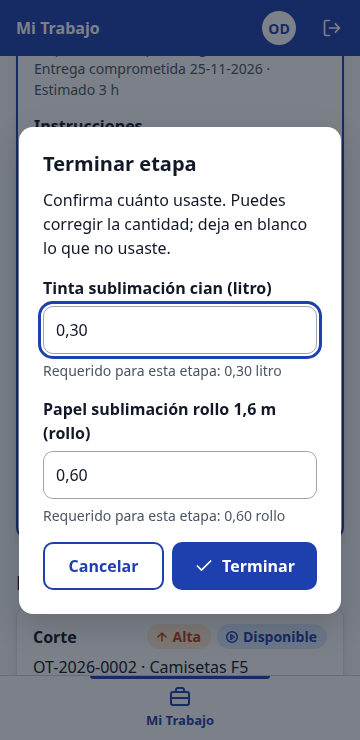 Mi Trabajo
OD
Entrega comprometida 25-11-2026 ·
Estimado 3 h
Instrucciones
Terminar etapa
Confirma cuánto usaste. Puedes
corregir la cantidad; deja en blanco
lo que no usaste.
Tinta sublimación cian (litro)
0,30
Requerido para esta etapa: 0,30 litro
Papel sublimación rollo 1,6 m
(rollo)
0,60
Requerido para esta etapa: 0,60 rollo
Cancelar
Terminar
Corte
Alta
Disponible
OT-2026-0002 · Camisetas F5
Mi Trabajo